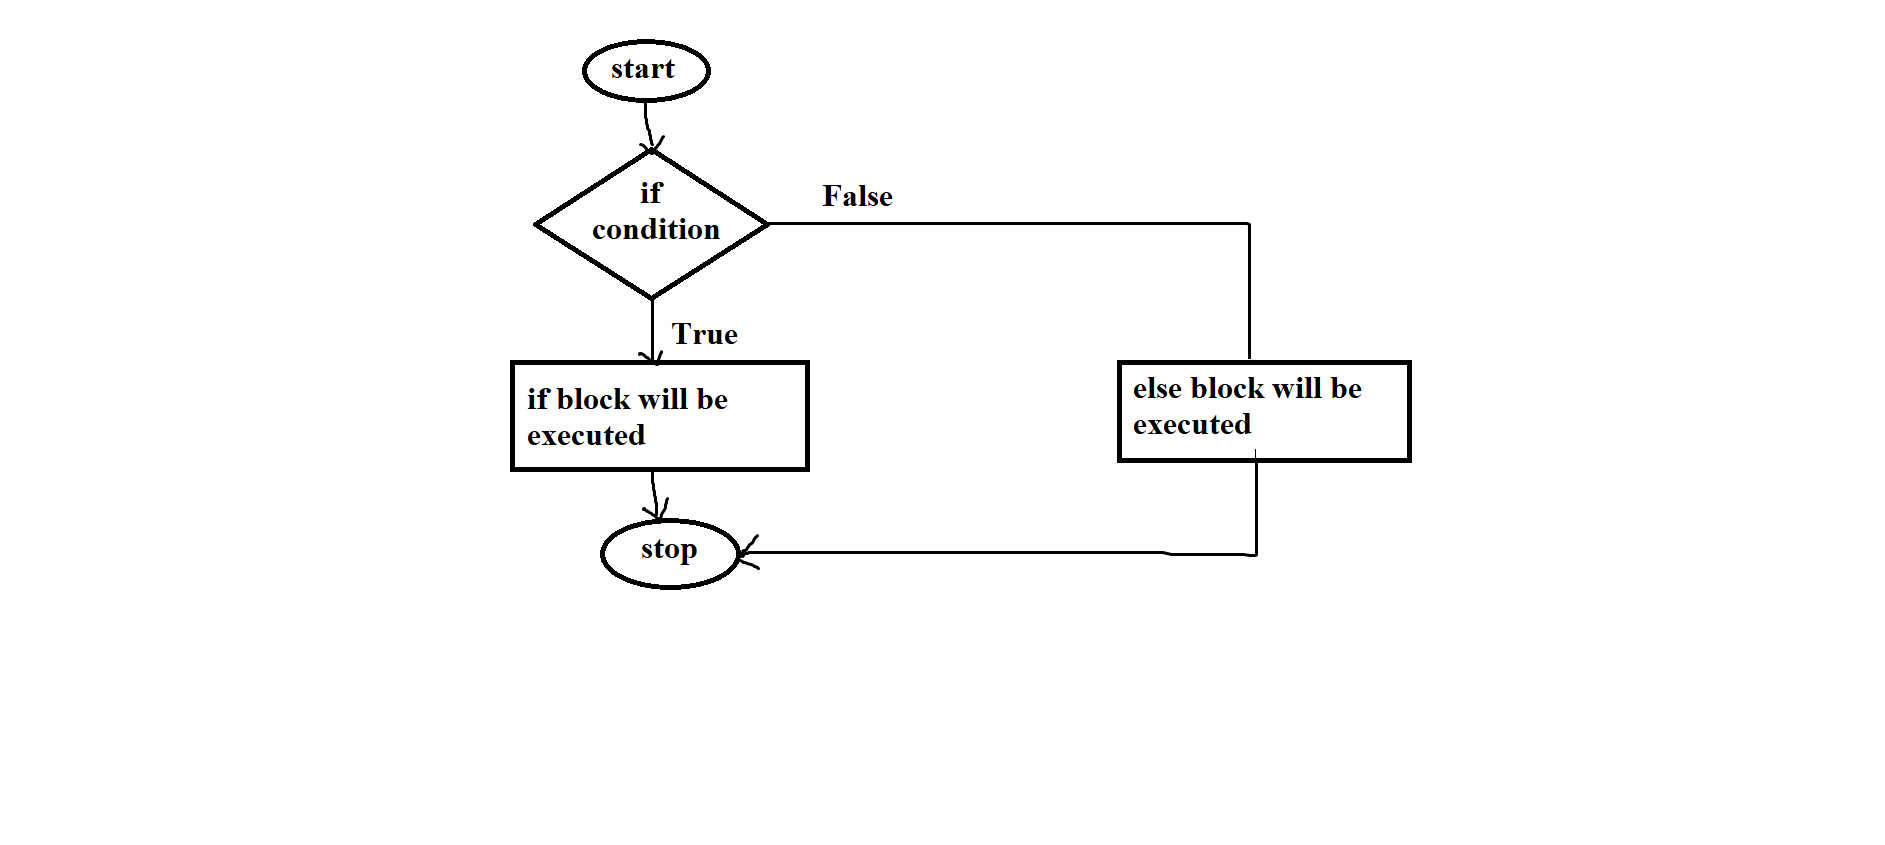 start
if
condition
False
True
if block will be
executed
else block will be
executed
stop